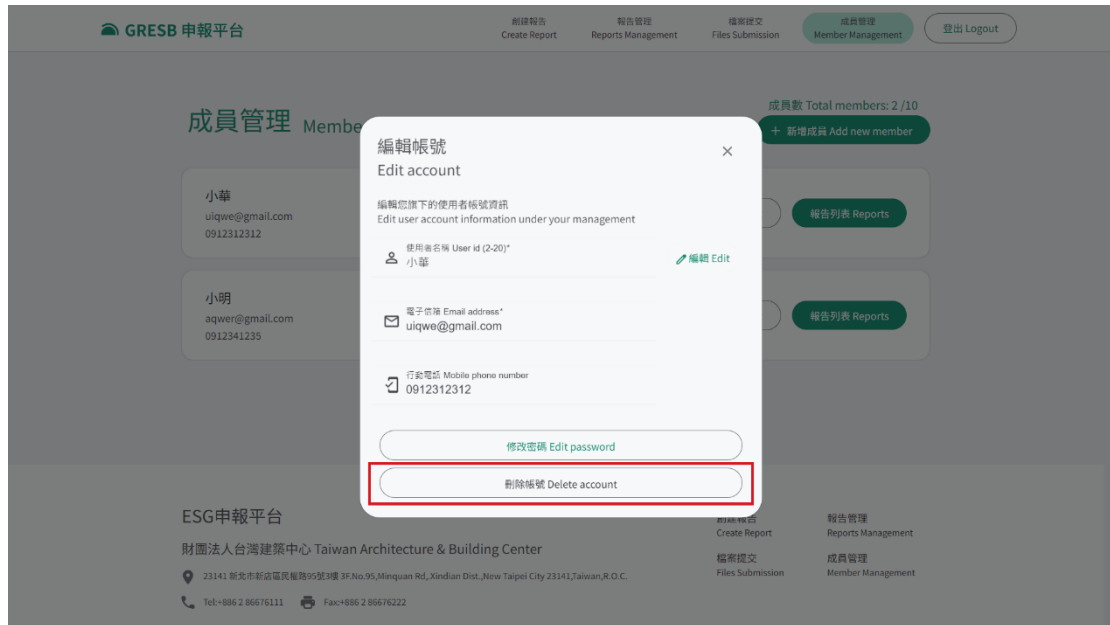 GRESB 申報平台
創建報告
Create Report
報告管理
Reports Management
檔案提交
Files Submission
成員管理
Member Management
登出 Logout
成員管理 Membe
成員數 Total members: 2 /10
+ 新增成員 Add new member
小華
uiqwe@gmail.com
0912312312
報告列表 Reports
小明
aqwer@gmail.com
0912341235
報告列表 Reports
編輯帳號
Edit account
編輯您旗下的使用者帳號資訊
Edit user account information under your management
使用者名稱 User id (2-20)*
小華
編輯 Edit
電子信箱 Email address*
uiqwe@gmail.com
行動電話 Mobile phone number
0912312312
修改密碼 Edit password
刪除帳號 Delete account
ESG申報平台
財團法人台灣建築中心 Taiwan Architecture & Building Center
23141 新北市新店區民權路95號3樓 3F.No.95,Minquan Rd,.Xindian Dist.,New Taipei City 23141,Taiwan,R.O.C.
Tel:+886 2 86676111
Fax:+886 2 86676222
創建報告
Create Report
報告管理
Reports Management
檔案提交
Files Submission
成員管理
Member Management